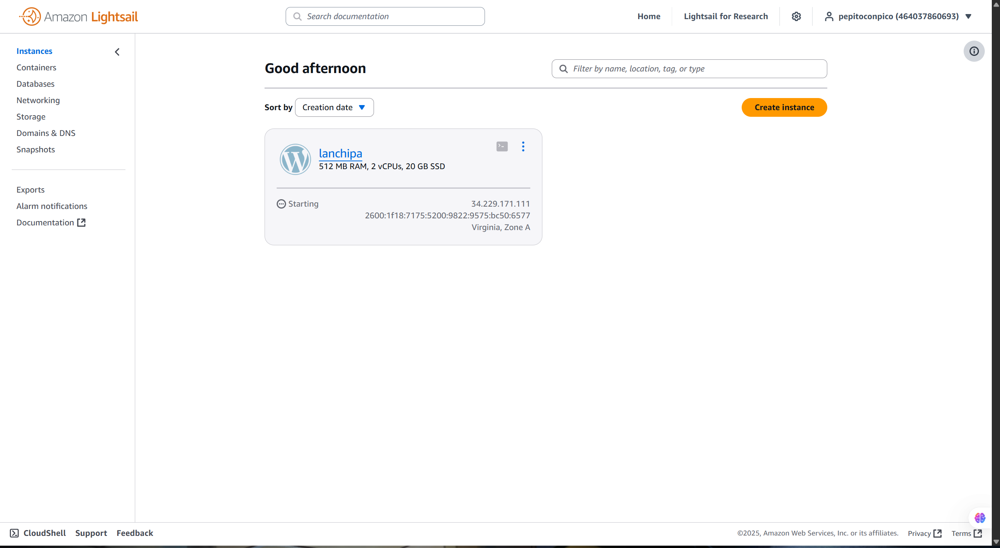 Amazon Lightsail
Search documentation
Home
Lightsail for Research
pepitoconpico (464037860693)
Instances
Containers
Databases
Networking
Storage
Domains & DNS
Snapshots
Exports
Alarm notifications
Documentation
Good afternoon
Filter by name, location, tag, or type
Sort by Creation date
Create instance
lanchipa
512 MB RAM, 2 vCPUs, 20 GB SSD
Starting
34.229.171.111
2600:1f18:7175:5200:9822:9575:bc50:6577
Virginia, Zone A
CloudShell Support Feedback
©2025, Amazon Web Services, Inc. or its affiliates. Privacy Terms